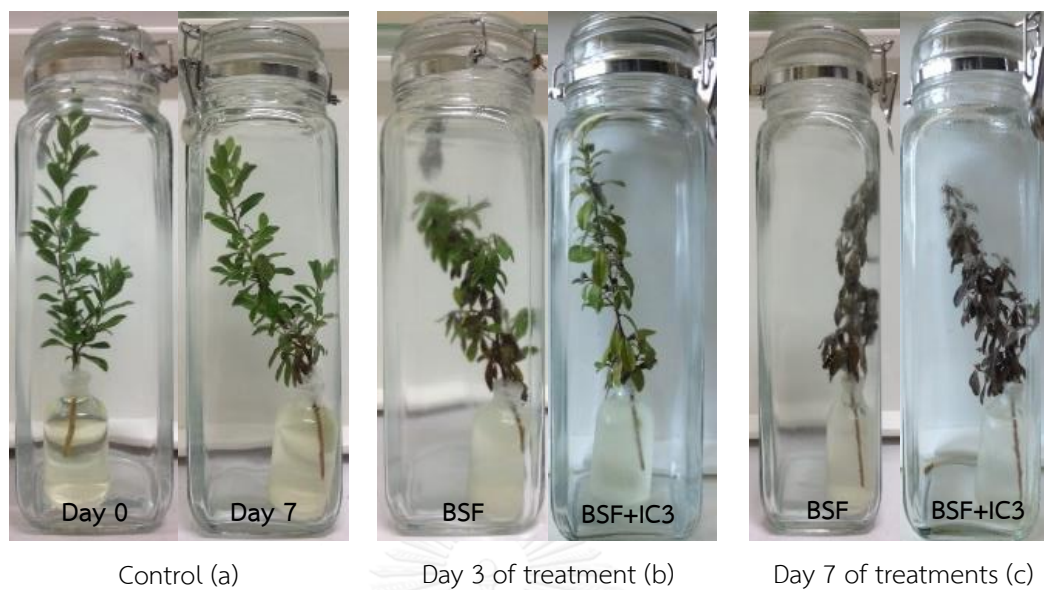 Day 0
Day 7
BSF
BSF+IC3
BSF
BSF+IC3
Control (a)
Day 3 of treatment (b)
Day 7 of treatments (c)